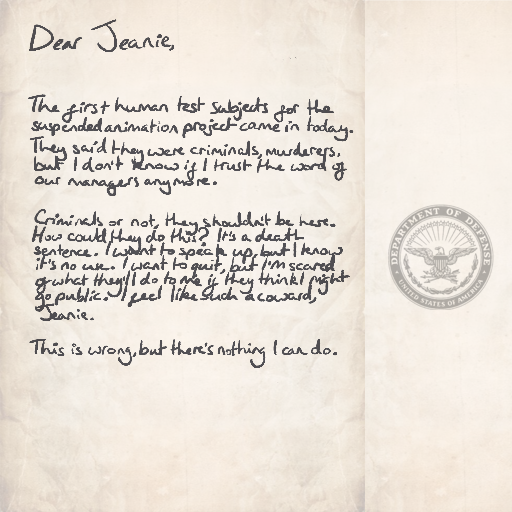 Dear Jeanie,
The first human test subjects for the
suspended animation project came in today.
They said they were criminals, murderers,
but I don't know if I trust the word of
our managers anymore.
Criminals or not, they shouldn't be here.
How could they do this? It's a death
sentence. I want to speak up, but I know
it's no use. I want to quit, but I'm scared
of what they'll do to me if they think I might
go public. I feel like such a coward,
Jeanie.
This is wrong, but there's nothing I can do.
DEPARTMENT OF DEFENSE
UNITED STATES OF AMERICA